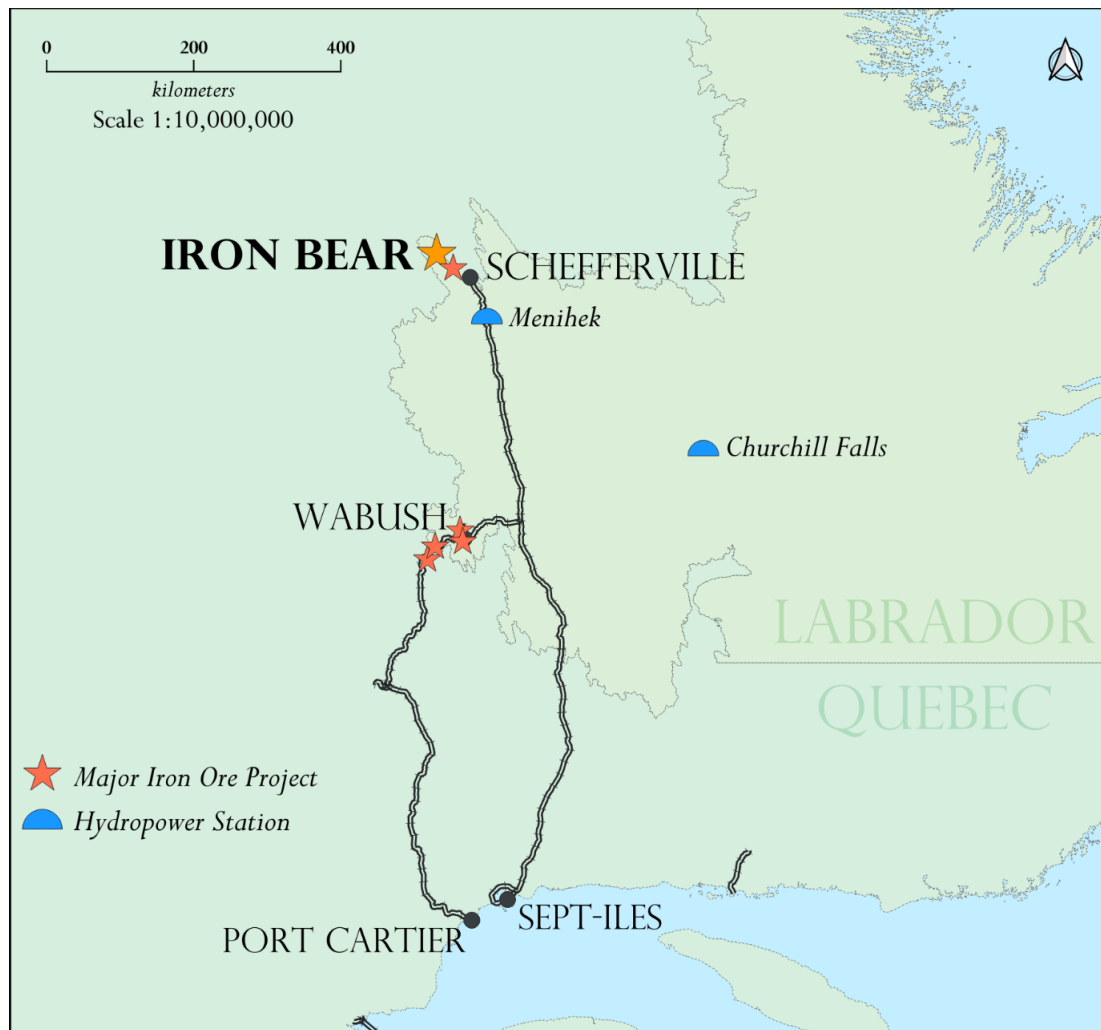 0 200 400
kilometers
Scale 1:10,000,000
IRON BEAR
SCHEFFERVILLE
Menihek
Churchill Falls
WABUSH
LABRADOR
QUEBEC
Major Iron Ore Project
Hydropower Station
SEPT-ILES
PORT CARTIER